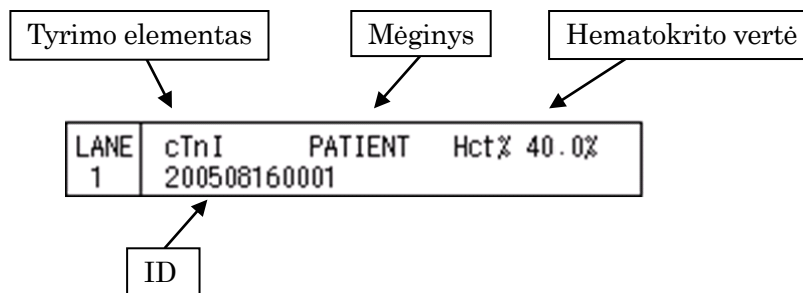 Tyrimo elementas
Mėginys
Hematokrito vertė
LANE cTnI PATIENT Hct% 40.0%
1 200508160001
ID